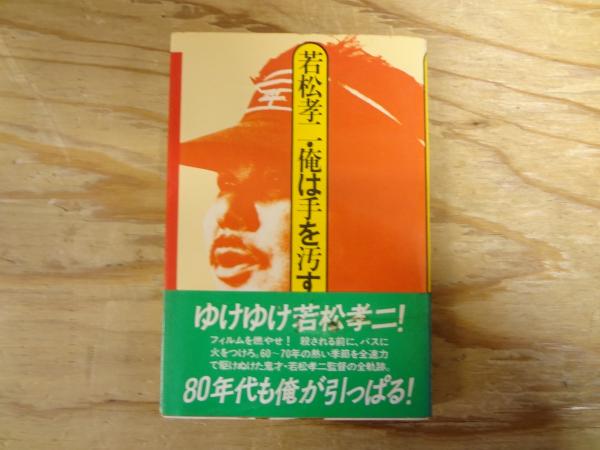 若松孝二・俺は手を汚す
ゆけゆけ若松孝二!
フィルムを燃やせ! 殺される前に、バスに
火をつけろ。60〜70年の熱い季節を全速力
で駆けぬけた鬼才・若松孝二監督の全軌跡。
80年代も俺が引っぱる!